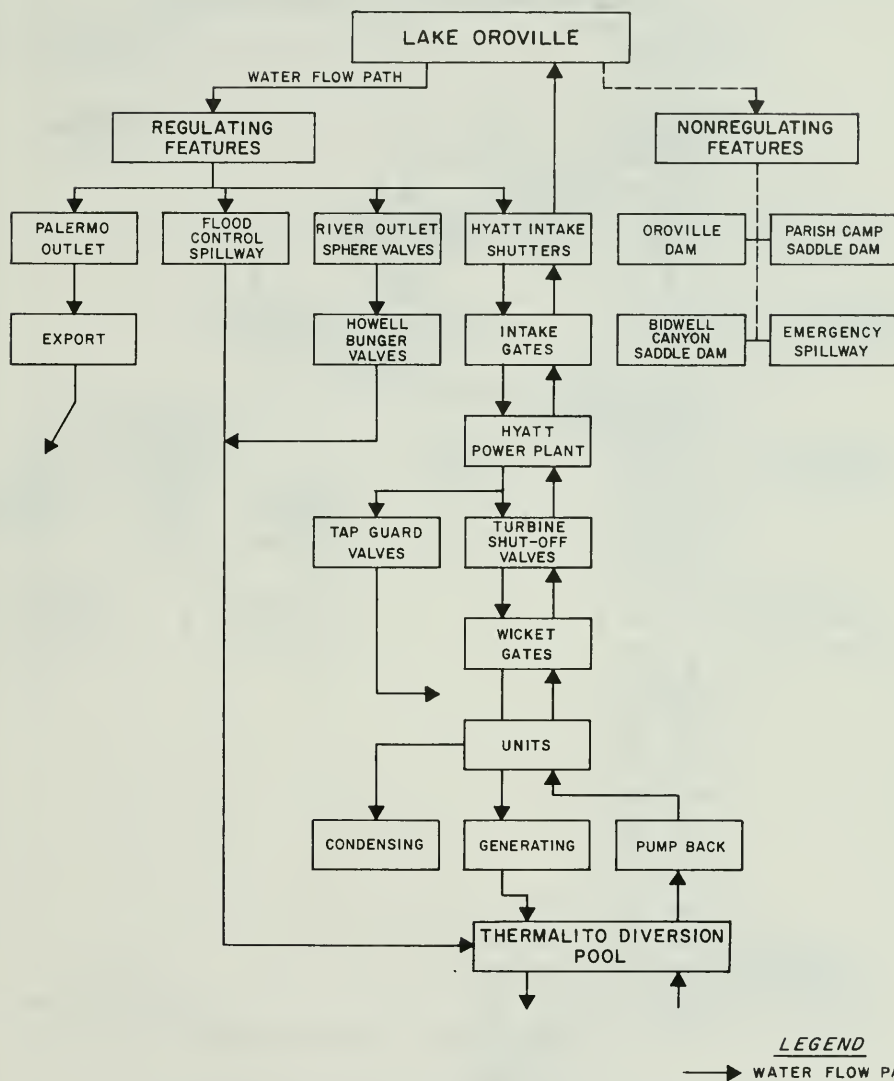 LAKE OROVILLE
WATER FLOW PATH
REGULATING
FEATURES
NONREGULATING
FEATURES
PALERMO
OUTLET
FLOOD
CONTROL
SPILLWAY
RIVER OUTLET
SPHERE VALVES
HYATT INTAKE
SHUTTERS
OROVILLE
DAM
PARISH CAMP
SADDLE DAM
EXPORT
HOWELL
BUNGER
VALVES
INTAKE
GATES
BIDWELL
CANYON
SADDLE DAM
EMERGENCY
SPILLWAY
HYATT
POWER PLANT
TAP GUARD
VALVES
TURBINE
SHUT-OFF
VALVES
WICKET
GATES
UNITS
CONDENSING
GENERATING
PUMP BACK
THERMALITO DIVERSION
POOL
LEGEND
WATER FLOW PA